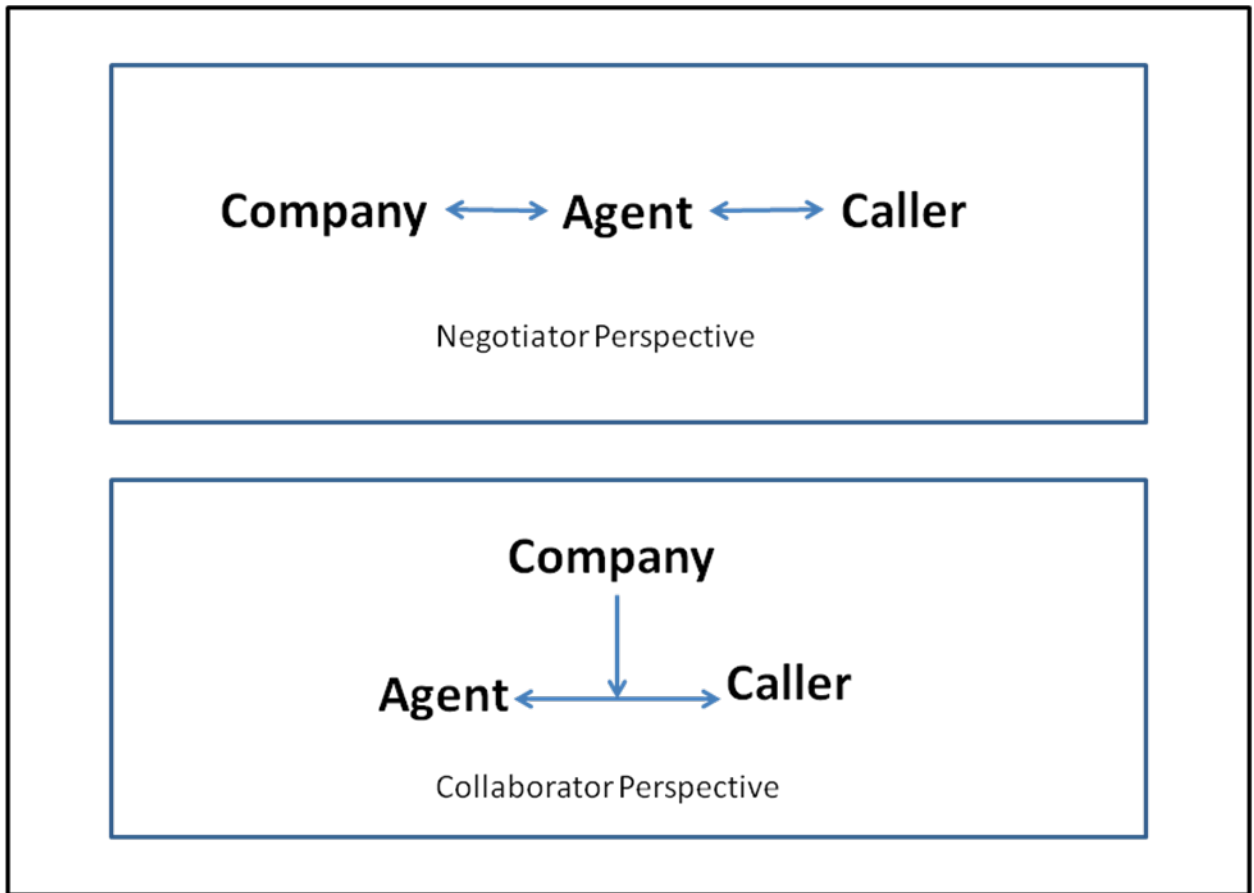 Company Agent Caller
Negotiator Perspective
Company
Agent Caller
Collaborator Perspective